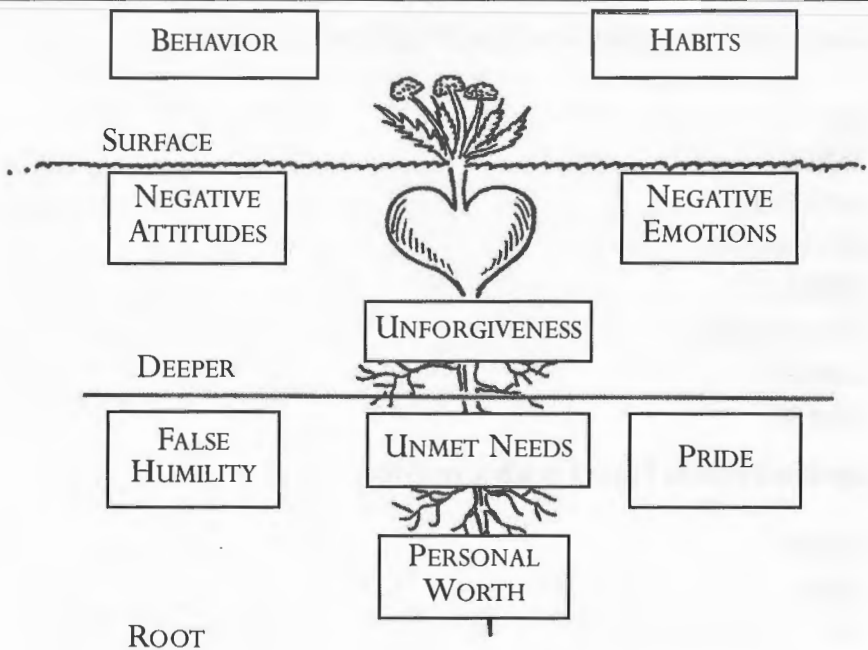 BEHAVIOR
HABITS
SURFACE
NEGATIVE
ATTITUDES
NEGATIVE
EMOTIONS
UNFORGIVENESS
DEEPER
FALSE
HUMILITY
UNMET NEEDS
PRIDE
PERSONAL
WORTH
ROOT